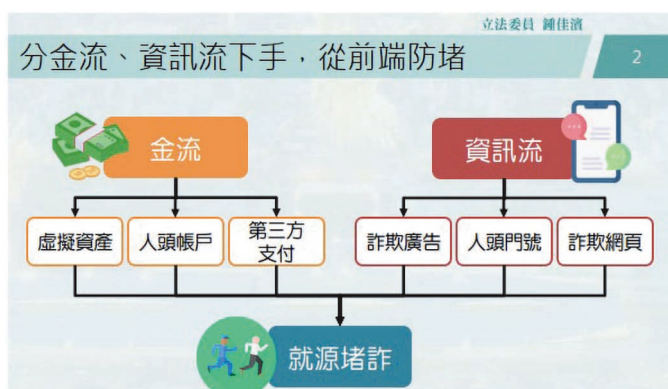 立法委員 鍾佳濱
分金流、資訊流下手，從前端防堵
2
金流
資訊流
虛擬資產
人頭帳戶
第三方
支付
詐欺廣告
人頭門號
詐欺網頁
就源堵詐